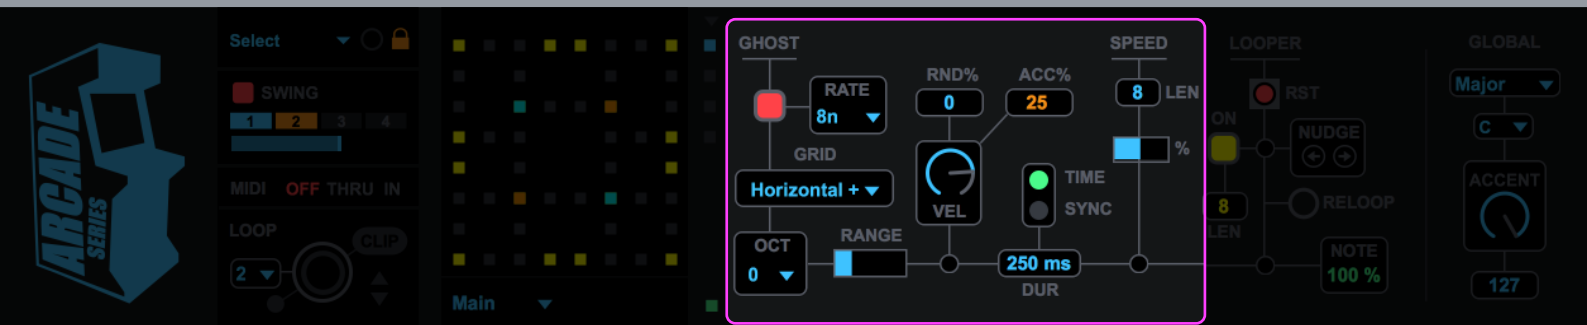 ARCADE
SERIES
Select
SWING
1 2 3 4
MIDI OFF THRU IN
LOOP
CLIP
2
Main
GHOST
RATE
8n
GRID
Horizontal +
OCT
0
RANGE
RND%
0
ACC%
25
VEL
TIME
SYNC
250 ms
DUR
SPEED
8 LEN
%
LOOPER
RST
ON
NUDGE
8
LEN
RELOOP
NOTE
100 %
GLOBAL
Major
C
ACCENT
127